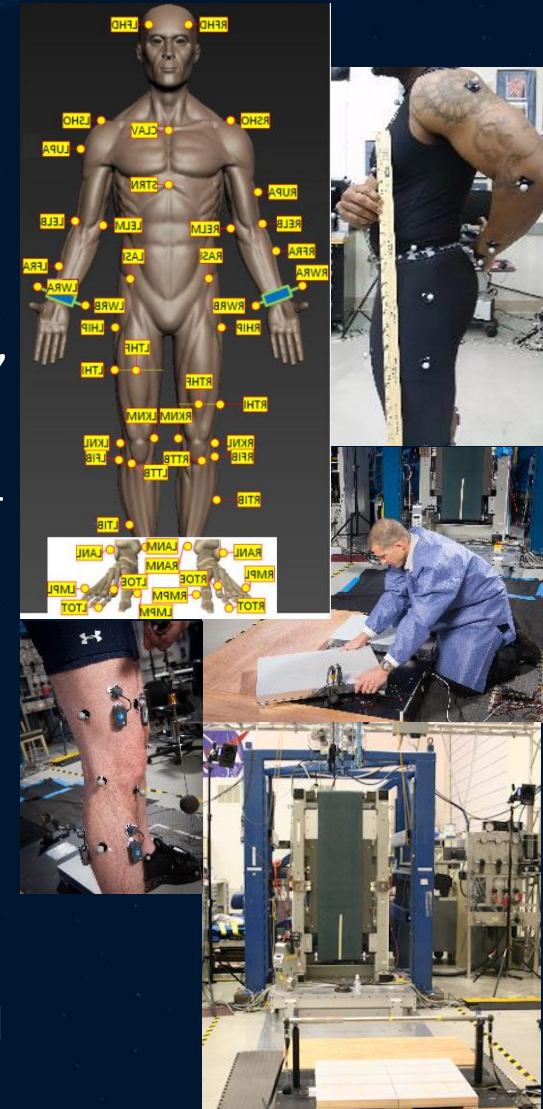 LFHD RFHD
LSHO RSHO
CLAV
LUPA
STRN
RUPA
LELB RELB
LELM RELM
LASI RASI
RFRA
LFRA
LWRA RWRA
LWRB RWRB
LHIP RHIP
LTHF
LTHI
RTHF
RTHI
LKNM RKNM
LKNL RKNL
LFIB RTTB RFIB
LTTB
RTIB
LTIB
LANL LANM RANL
RANM
LMPL LTOE RTOE RMPL
RMPM
LTOT LMPM RTOT